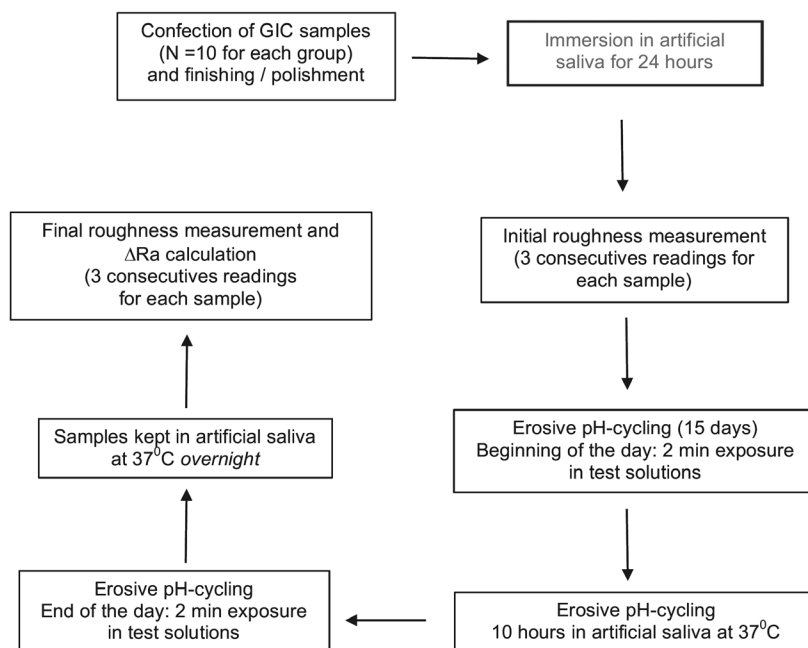 Confection of GIC samples
(N =10 for each group)
and finishing / polishment
Immersion in artificial
saliva for 24 hours
Initial roughness measurement
(3 consecutives readings for
each sample)
Erosive pH-cycling (15 days)
Beginning of the day: 2 min exposure
in test solutions
Erosive pH-cycling
10 hours in artificial saliva at 37⁰C
Erosive pH-cycling
End of the day: 2 min exposure
in test solutions
Samples kept in artificial saliva
at 37⁰C overnight
Final roughness measurement and
ΔRa calculation
(3 consecutives readings
for each sample)